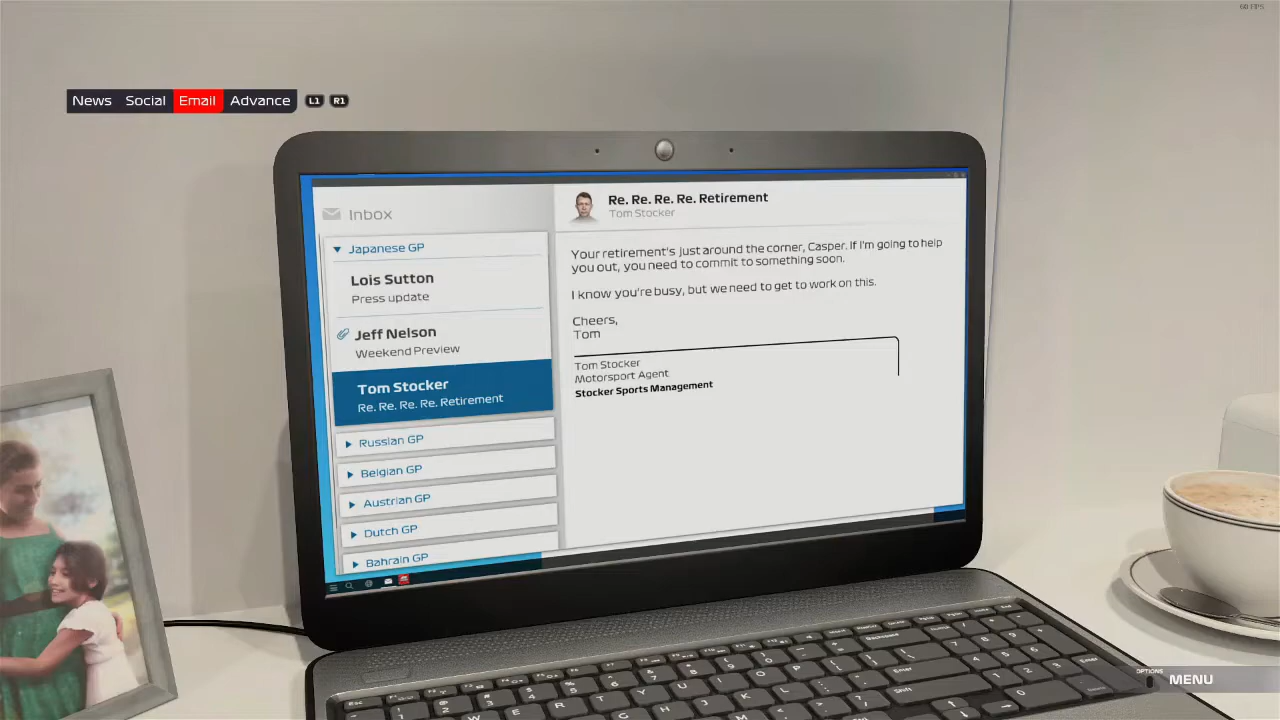 60 FPS
News Social Email Advance L1 R1
Inbox
Japanese GP
Lois Sutton
Press update
Jeff Nelson
Weekend Preview
Tom Stocker
Re. Re. Re. Re. Retirement
Russian GP
Belgian GP
Austrian GP
Dutch GP
Bahrain GP
Re. Re. Re. Re. Retirement
Tom Stocker
Your retirement's just around the corner, Casper. If I'm going to help
you out, you need to commit to something soon.
I know you're busy, but we need to get to work on this.
Cheers,
Tom
Tom Stocker
Motorsport Agent
Stocker Sports Management
OPTIONS
MENU